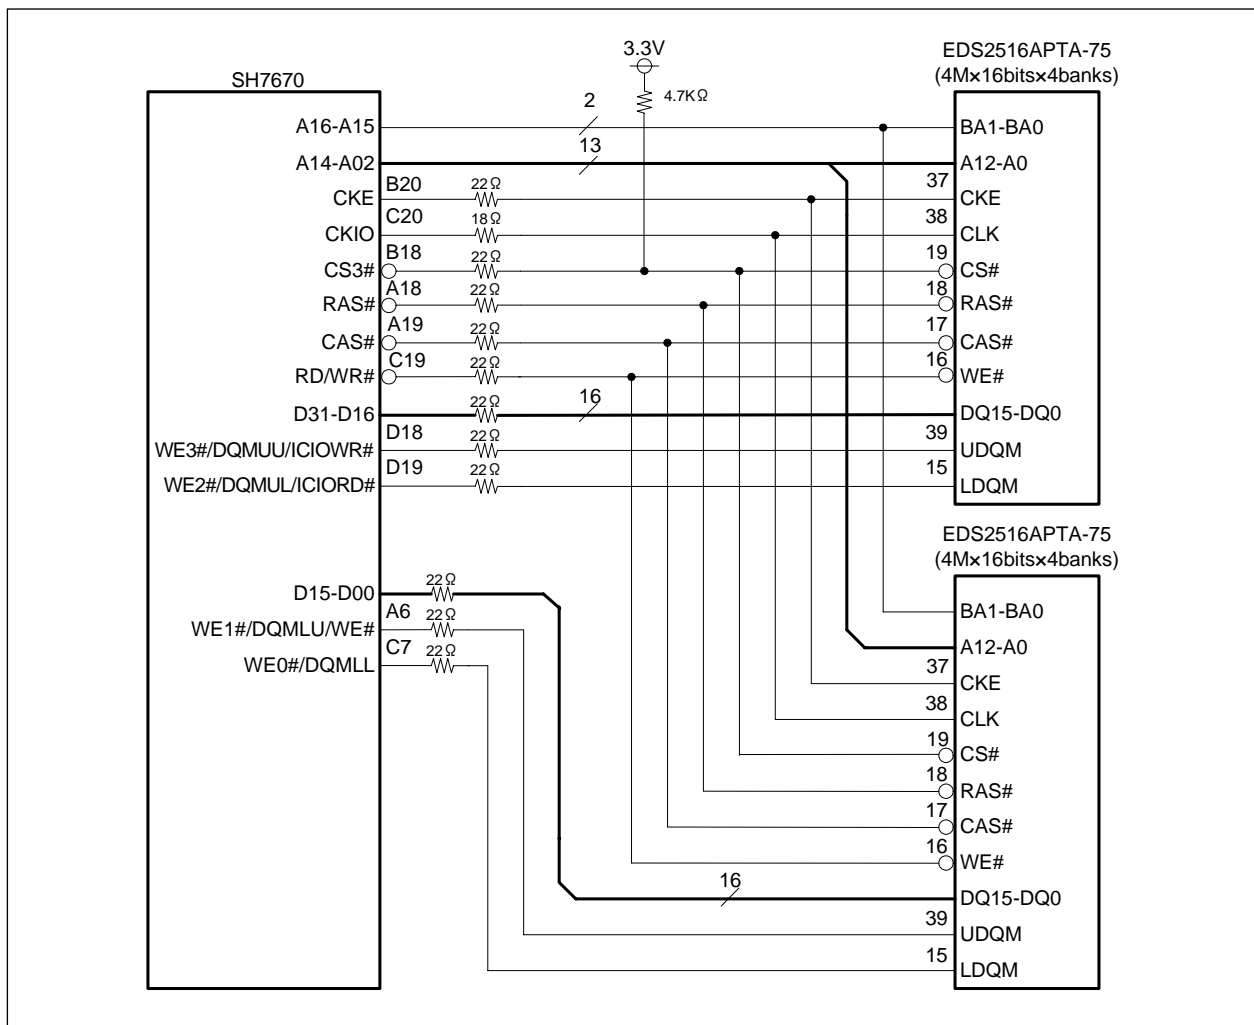 3.3V
EDS2516APTA-75
(4M×16bits×4banks)
SH7670
4.7KΩ
A16-A15
2
BA1-BA0
A14-A02
13
A12-A0
CKE
B20
22Ω
37
CKE
CKIO
C20
18Ω
38
CLK
CS3#
B18
22Ω
19
CS#
RAS#
A18
22Ω
18
RAS#
CAS#
A19
22Ω
17
CAS#
RD/WR#
C19
22Ω
16
WE#
D31-D16
22Ω
16
DQ15-DQ0
WE3#/DQMUU/ICIOWR#
D18
22Ω
39
UDQM
WE2#/DQMUL/ICIORD#
D19
22Ω
15
LDQM
EDS2516APTA-75
(4M×16bits×4banks)
D15-D00
22Ω
BA1-BA0
WE1#/DQMLU/WE#
A6
22Ω
A12-A0
WE0#/DQMLL
C7
22Ω
37
CKE
38
CLK
19
CS#
18
RAS#
17
CAS#
16
WE#
16
DQ15-DQ0
39
UDQM
15
LDQM